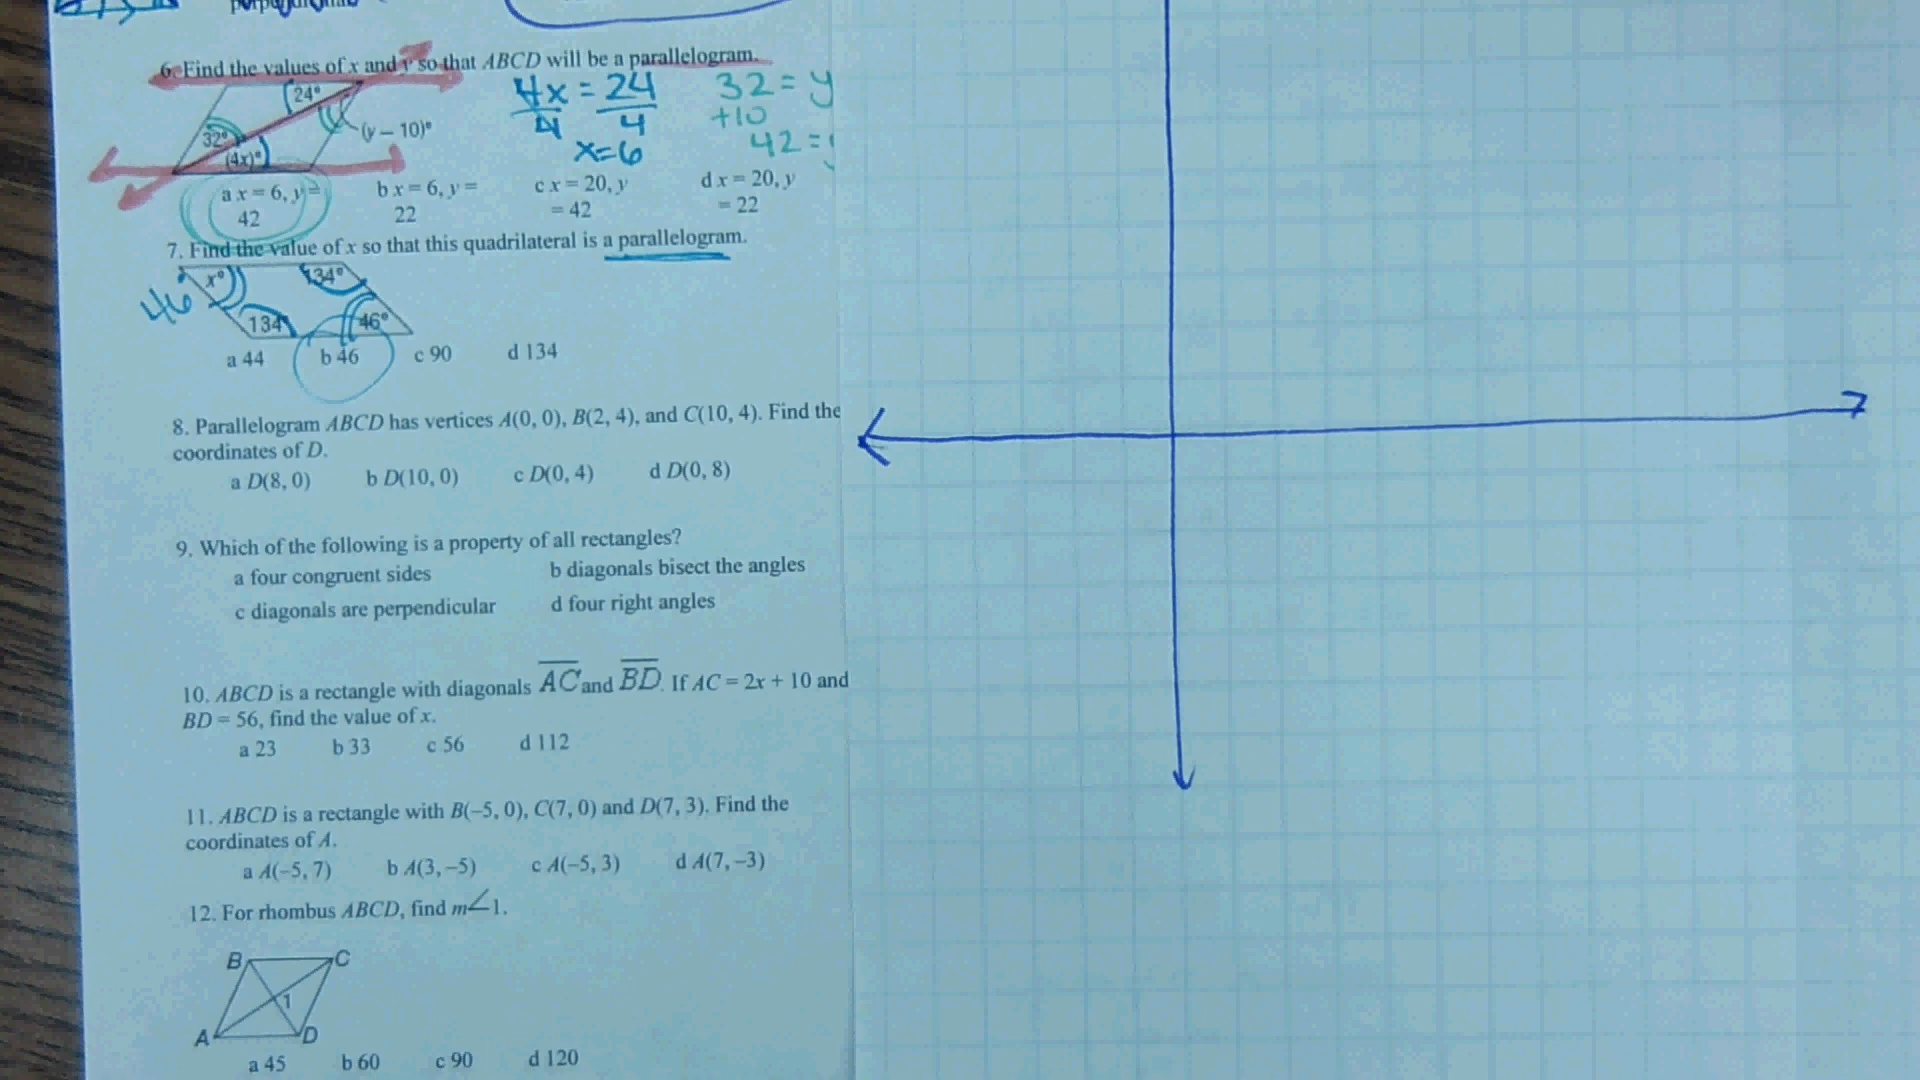 6. Find the values of x and y so that ABCD will be a parallelogram.
24°
32°
(4x)°
(y – 10)°
4x = 24
4 4
x=6
32 = y
+10
42 =
a x = 6, y =
42
b x = 6, y =
22
c x = 20, y
= 42
d x = 20, y
= 22
7. Find the value of x so that this quadrilateral is a parallelogram.
46
x°
134°
134
46°
a 44 b 46 c 90 d 134
8. Parallelogram ABCD has vertices A(0, 0), B(2, 4), and C(10, 4). Find the
coordinates of D.
a D(8, 0) b D(10, 0) c D(0, 4) d D(0, 8)
9. Which of the following is a property of all rectangles?
a four congruent sides b diagonals bisect the angles
c diagonals are perpendicular d four right angles
10. ABCD is a rectangle with diagonals AC and BD. If AC = 2x + 10 and
BD = 56, find the value of x.
a 23 b 33 c 56 d 112
11. ABCD is a rectangle with B(–5, 0), C(7, 0) and D(7, 3). Find the
coordinates of A.
a A(–5, 7) b A(3, –5) c A(–5, 3) d A(7, –3)
12. For rhombus ABCD, find m∠1.
B C
1
A D
a 45 b 60 c 90 d 120